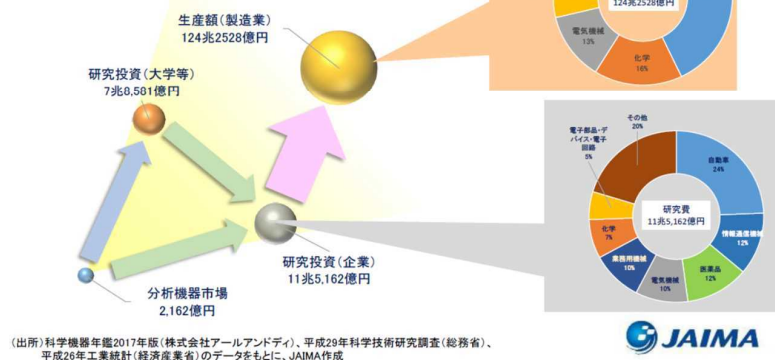 124兆2528億円
生産額(製造業)
124兆2528億円
電気機械
13%
化学
16%
研究投資(大学等)
7兆8,581億円
その他
20%
電子部品・デ
バイス・電子
回路
5%
自動車
24%
研究費
11兆5,162億円
化学
7%
情報通信機械
12%
業務用機械
10%
電気機械
10%
医薬品
12%
研究投資(企業)
11兆5,162億円
分析機器市場
2,162億円
(出所)科学機器年鑑2017年版(株式会社アールアンドディ)、平成29年科学技術研究調査(総務省)、
平成26年工業統計(経済産業省)のデータをもとに、JAIMA作成
JAIMA